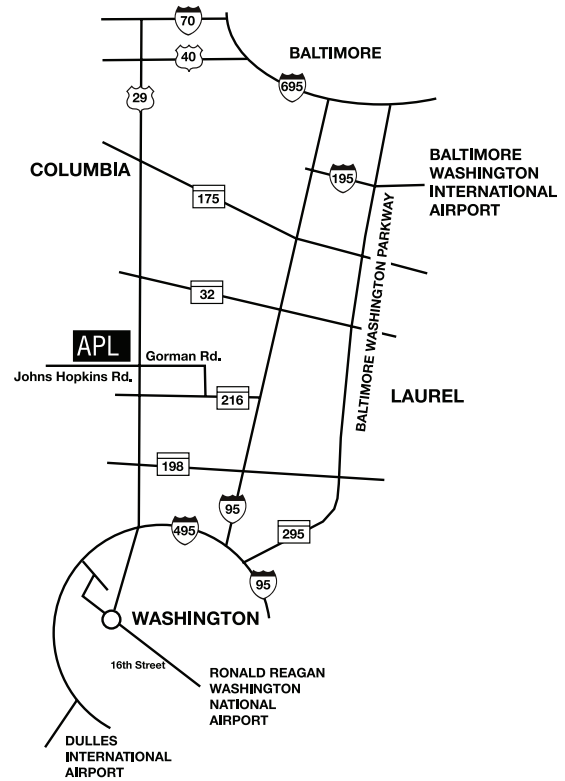 70
40
BALTIMORE
29
695
COLUMBIA
BALTIMORE
WASHINGTON
INTERNATIONAL
AIRPORT
195
175
BALTIMORE WASHINGTON PARKWAY
32
APL
Gorman Rd.
Johns Hopkins Rd.
216
LAUREL
198
95
495
295
95
WASHINGTON
16th Street
RONALD REAGAN
WASHINGTON
NATIONAL
AIRPORT
DULLES
INTERNATIONAL
AIRPORT